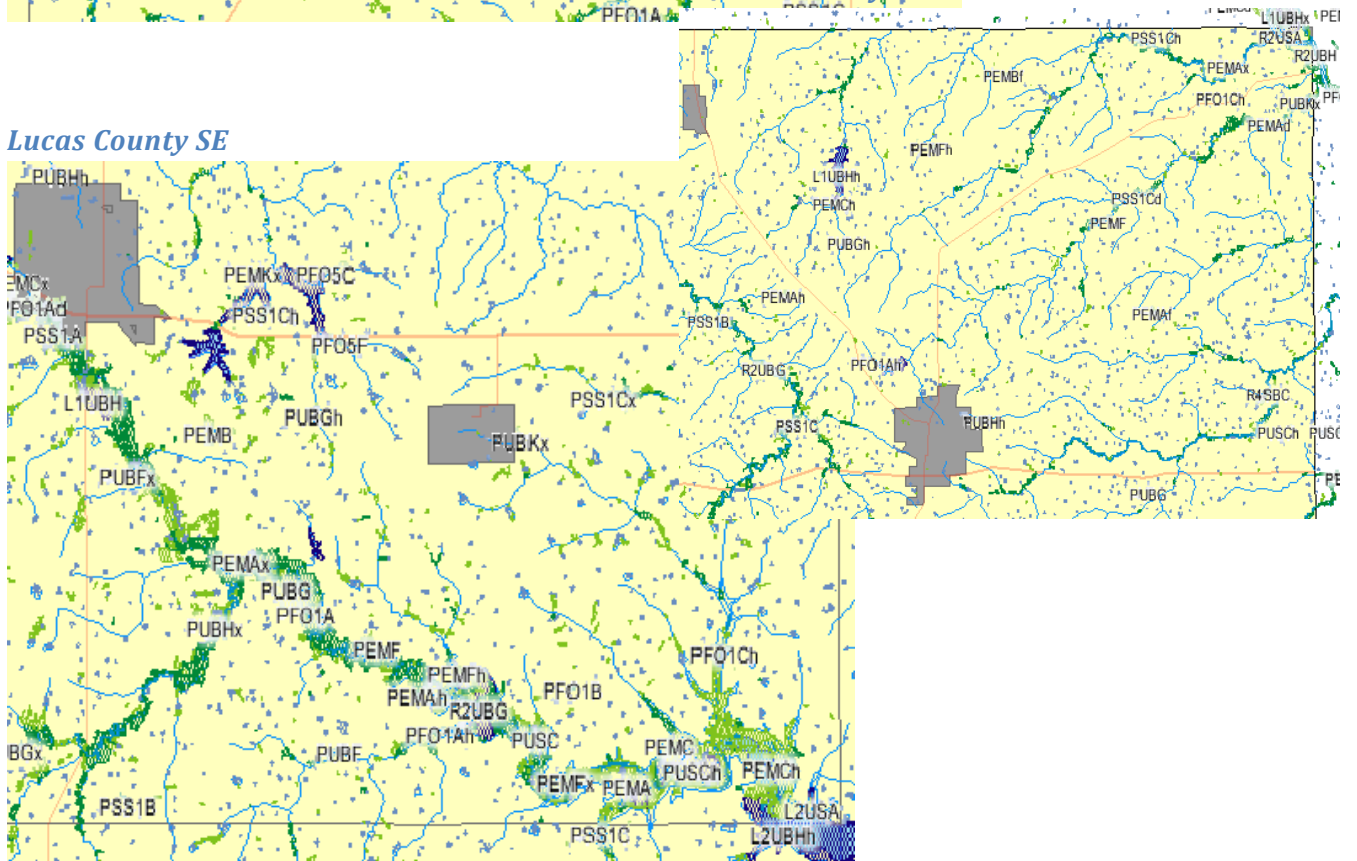 PFO1A
Lucas County SE
PUBHh
PEMKx
PFO5C
PFO1Ad
PSS1Ch
PSS1A
PFO5F
L1UBH
PSS1Cx
PUBGh
PEMB
PUBKx
PUBFx
PEMAx
PUBG
PFO1A
PUBHx
PEMF
PFO1Ch
PEMFh
PEMAh
PFO1B
R2UBG
PFO1Ah
PUSC
PEMC
PUBF
PUSCh
PEMCh
PEMFx
PEMA
PSS1B
L2USA
PSS1C
L2UBHh
L1UBHx
PSS1Ch
R2USA
R2UBH
PEMAx
PEMBf
PFO1Ch
PUBKx
PEMAd
PEMFh
L1UBHh
PSS1Cd
PEMCh
PEMF
PUBGh
PEMAh
PSS1B
PEMAf
R2UBG
PFO1Ah
R4SBC
PSS1C
PUBHh
PUSCh
PUBG